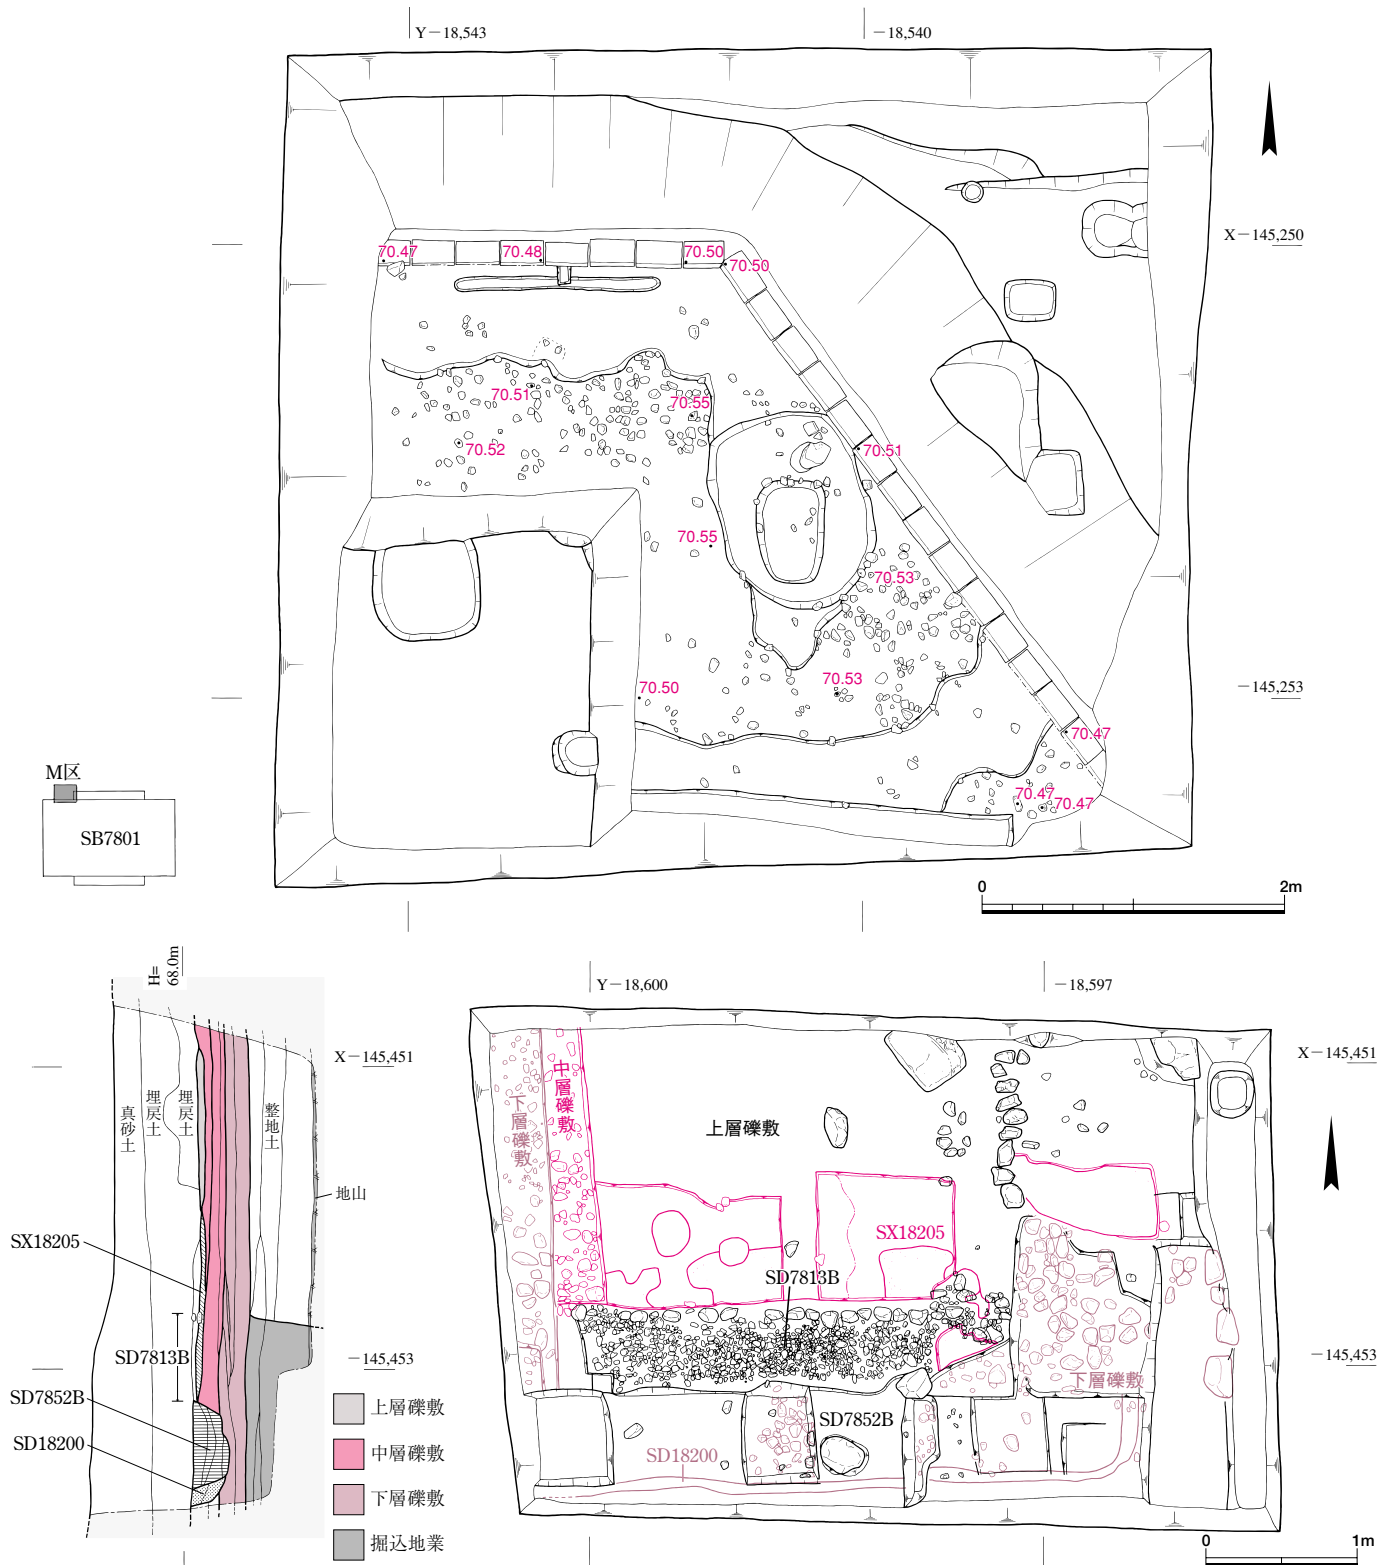 Y－18,543
－18,540
X－145,250
70.47
70.48
70.50
70.50
70.51
70.55
70.52
70.51
70.55
70.53
70.50
70.53
－145,253
70.47
70.47
70.47
M区
SB7801
0
2m
H=
68.0m
Y－18,600
－18,597
X－145,451
X－145,451
真砂土
埋戻土
埋戻土
整地土
地山
下層礫敷
中層礫敷
上層礫敷
SX18205
SX18205
SD7813B
SD7813B
－145,453
－145,453
下層礫敷
SD7852B
SD18200
SD7852B
SD18200
上層礫敷
中層礫敷
下層礫敷
掘込地業
0
1m